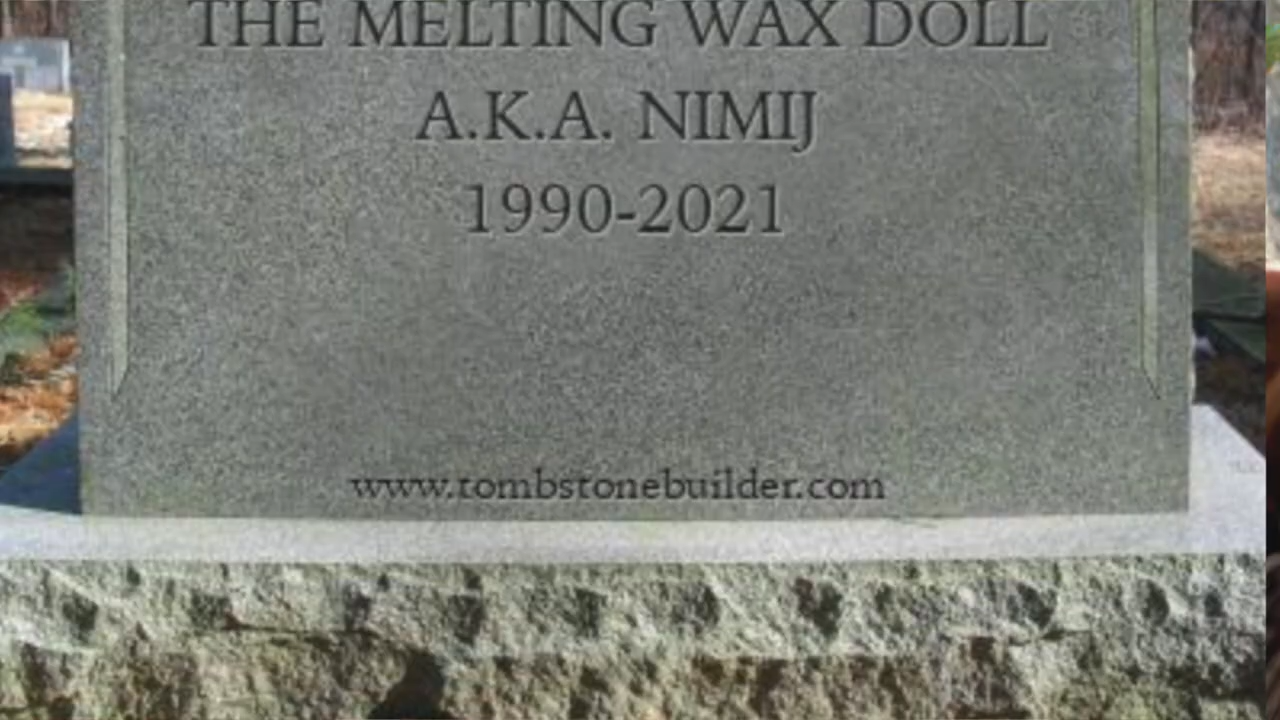 THE MELTING WAX DOLL
A.K.A. NIMIJ
1990-2021
www.tombstonebuilder.com